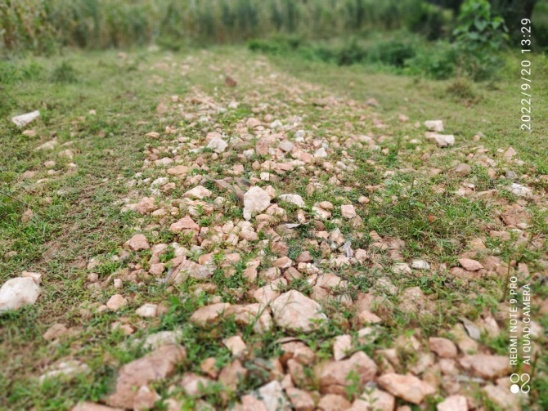 2022/9/20 13:29
REDMI NOTE 9 PRO
AI QUAD CAMERA